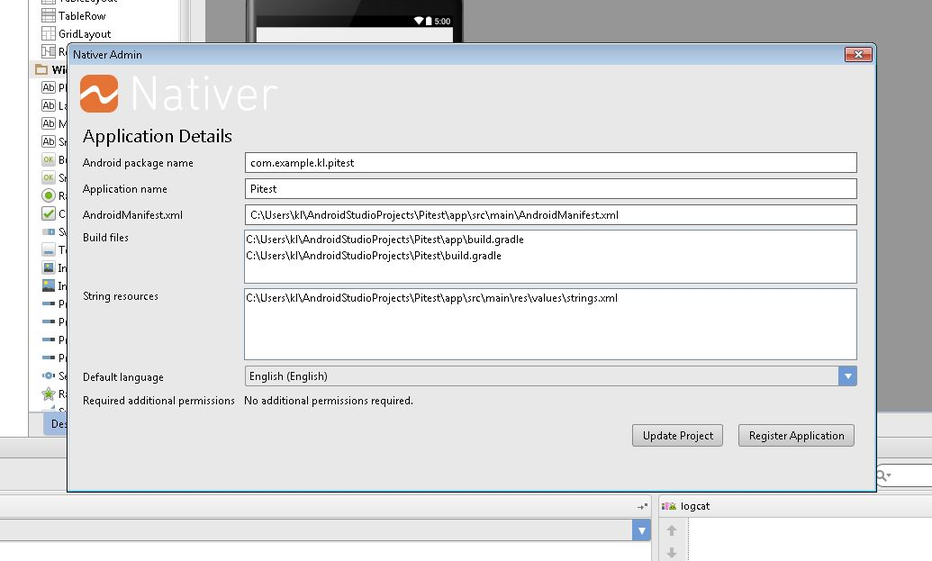 TableRow
5:00
GridLayout
Nativer Admin
Nativer
Application Details
Android package name
com.example.kl.pitest
Application name
Pitest
AndroidManifest.xml
C:\Users\kl\AndroidStudioProjects\Pitest\app\src\main\AndroidManifest.xml
Build files
C:\Users\kl\AndroidStudioProjects\Pitest\app\build.gradle
C:\Users\kl\AndroidStudioProjects\Pitest\build.gradle
String resources
C:\Users\kl\AndroidStudioProjects\Pitest\app\src\main\res\values\strings.xml
Default language
English (English)
Required additional permissions
No additional permissions required.
Update Project
Register Application
logcat